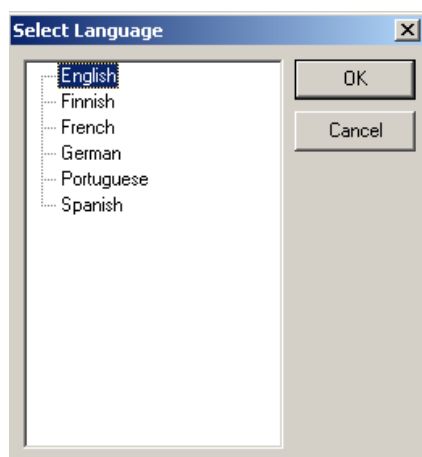 Select Language
English
Finnish
French
German
Portuguese
Spanish
OK
Cancel